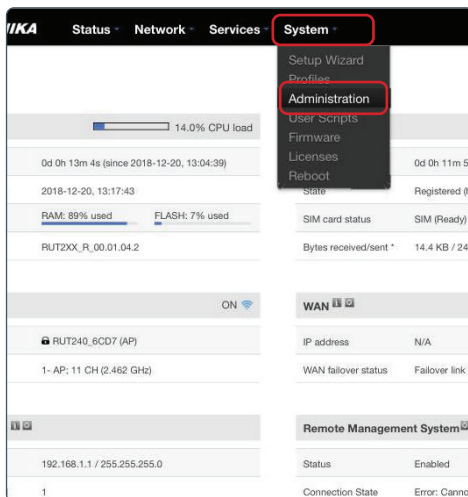 IIKA Status Network Services System
Setup Wizard
Profiles
Administration
User Scripts
Firmware
Licenses
Reboot
14.0% CPU load
0d 0h 13m 4s (since 2018-12-20, 13:04:39)
0d 0h 11m 5
2018-12-20, 13:17:43
State Registered (
RAM: 89% used FLASH: 7% used
SIM card status SIM (Ready)
RUT2XX_R_00.01.04.2
Bytes received/sent * 14.4 KB / 24
ON
WAN
RUT240_6CD7 (AP)
IP address N/A
1- AP; 11 CH (2.462 GHz)
WAN failover status Failover link
Remote Management System
192.168.1.1 / 255.255.255.0
Status Enabled
1
Connection State Error: Canno